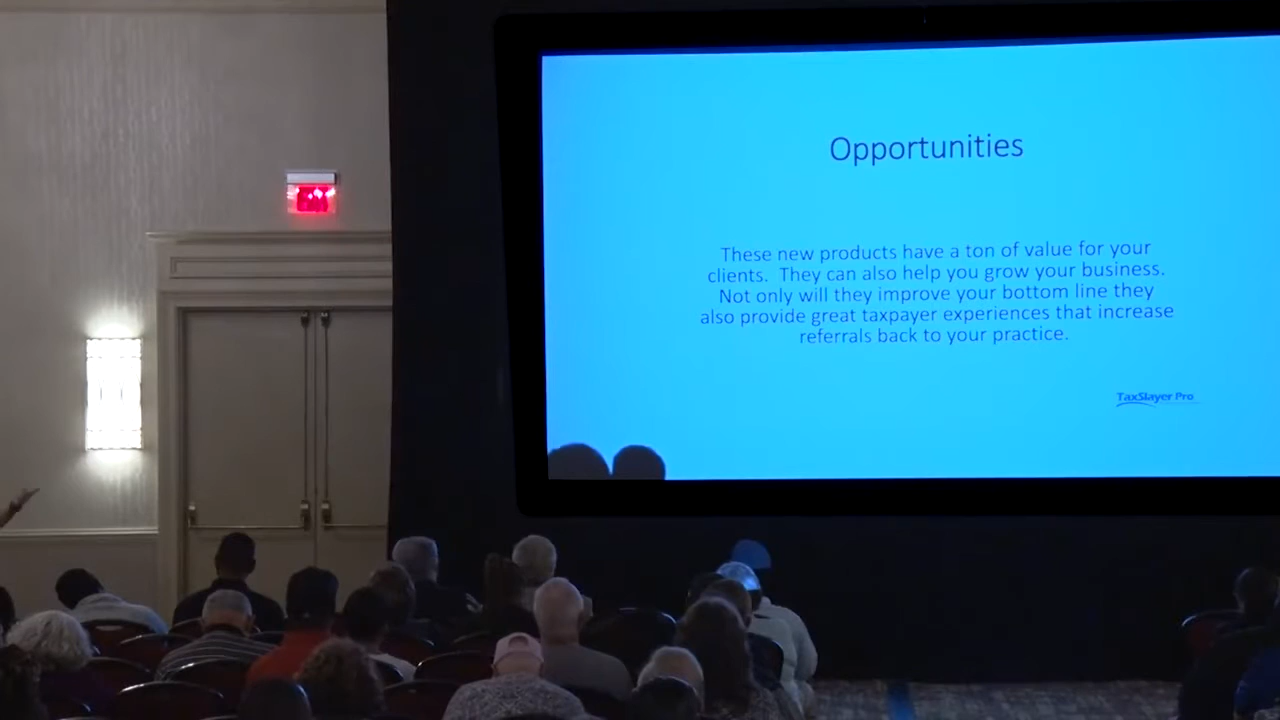 Opportunities
These new products have a ton of value for your
clients. They can also help you grow your business.
Not only will they improve your bottom line they
also provide great taxpayer experiences that increase
referrals back to your practice.
TaxSlayer Pro